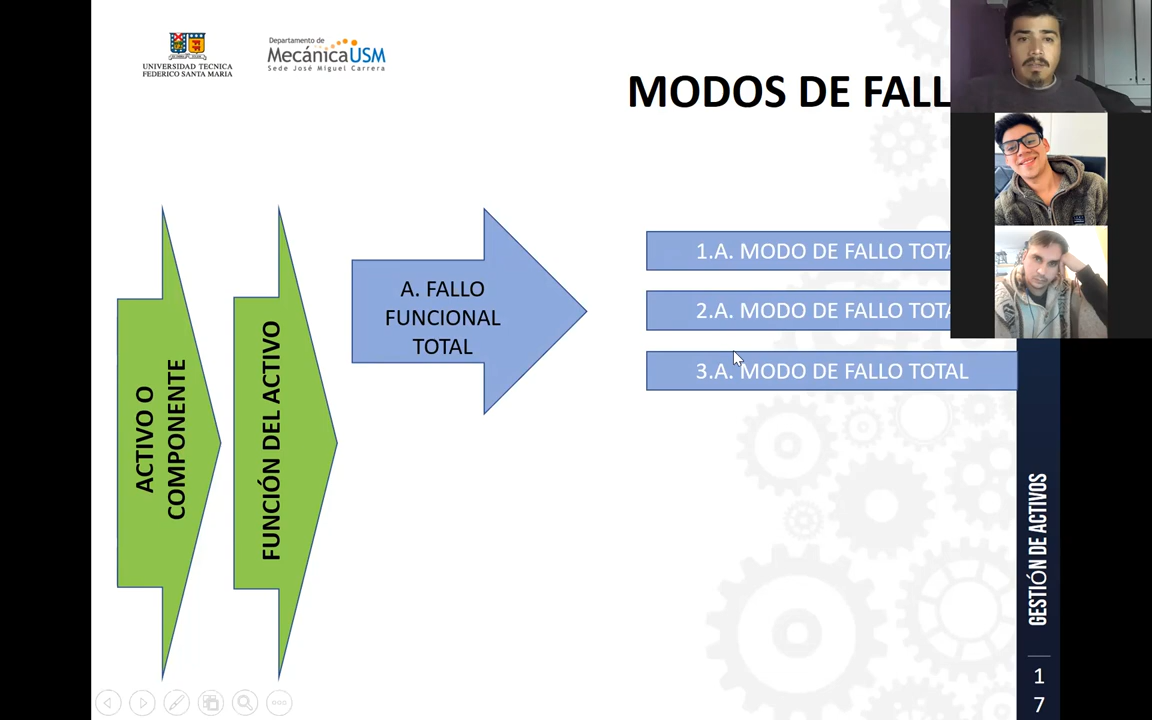 UNIVERSIDAD TECNICA
FEDERICO SANTA MARIA
Departamento de
MecánicaUSM
Sede José Miguel Carrera
MODOS DE FALL
ACTIVO O
COMPONENTE
FUNCIÓN DEL ACTIVO
A. FALLO
FUNCIONAL
TOTAL
1.A. MODO DE FALLO TOTA
2.A. MODO DE FALLO TOTA
3.A. MODO DE FALLO TOTAL
GESTIÓN DE ACTIVOS
1
7